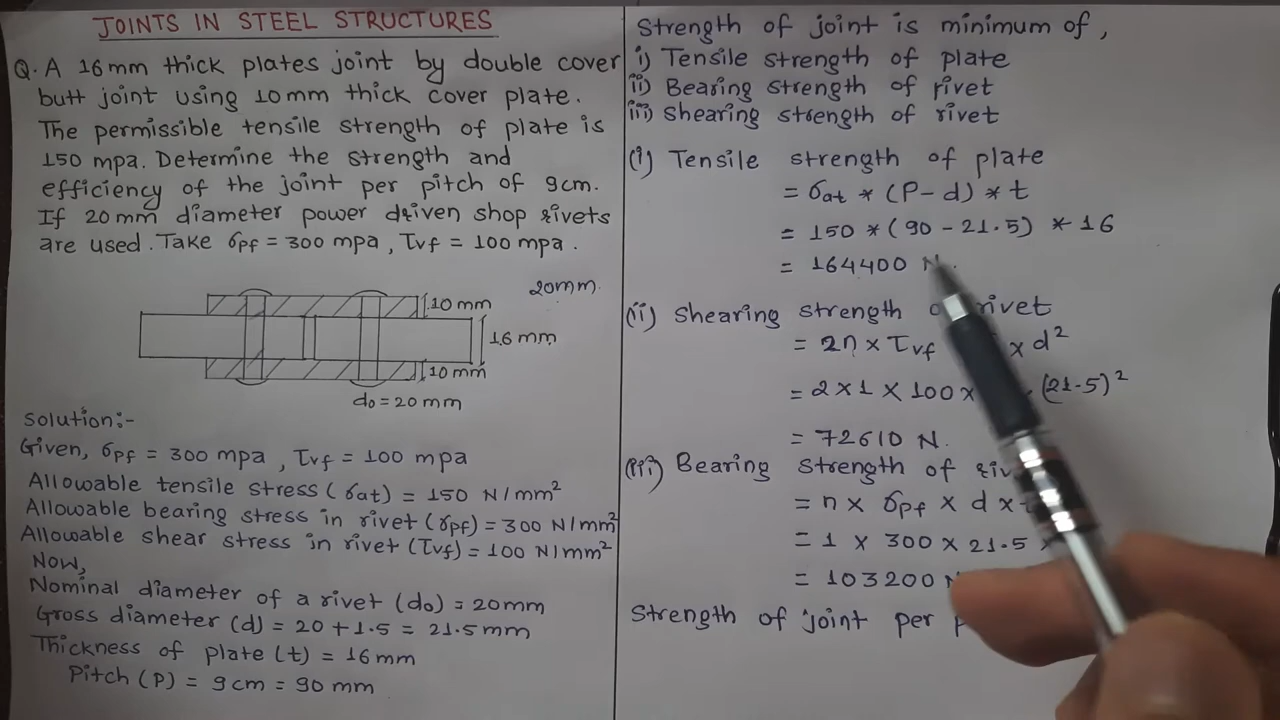 JOINTS IN STEEL STRUCTURES
Q. A 16mm thick plates joint by double cover
butt joint using 10mm thick cover plate.
The permissible tensile strength of plate is
150 mpa. Determine the strength and
efficiency of the joint per pitch of 9cm.
If 20mm diameter power driven shop rivets
are used. Take σpf = 300 mpa, τvf = 100 mpa.
20mm.
10 mm
16 mm
10 mm
do = 20 mm
Solution:-
Given, σpf = 300 mpa, τvf = 100 mpa
Allowable tensile stress (σat) = 150 N/mm²
Allowable bearing stress in rivet (σpf) = 300 N/mm²
Allowable shear stress in rivet (τvf) = 100 N/mm²
Now,
Nominal diameter of a rivet (do) = 20mm
Gross diameter (d) = 20 + 1.5 = 21.5 mm
Thickness of plate (t) = 16 mm
Pitch (P) = 9 cm = 90 mm
Strength of joint is minimum of,
i) Tensile strength of plate
ii) Bearing strength of rivet
iii) Shearing strength of rivet
(i) Tensile strength of plate
= σat * (P-d) * t
= 150 * (90 - 21.5) * 16
= 164400
(ii) Shearing strength rivet
= 2n × τvf × d²
= 2 × 1 × 100 × (21.5)²
= 72610 N.
(iii) Bearing strength of
= n × σpf × d ×
= 1 × 300 × 21.5 ×
= 103200
Strength of joint per